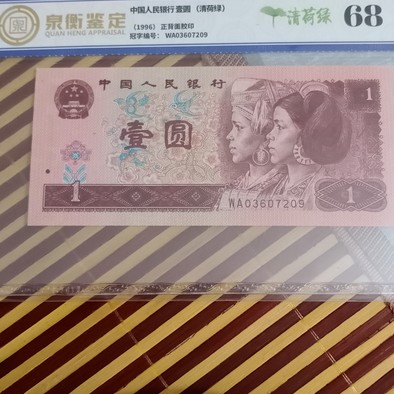 泉衡鉴定
QUAN HENG APPRAISAL
中国人民银行 壹圆 (清荷绿)
(1996) 正背面胶印
冠字编号: WA03607209
清荷绿
68
中国人民银行
1
壹圆
1
1
WA03607209